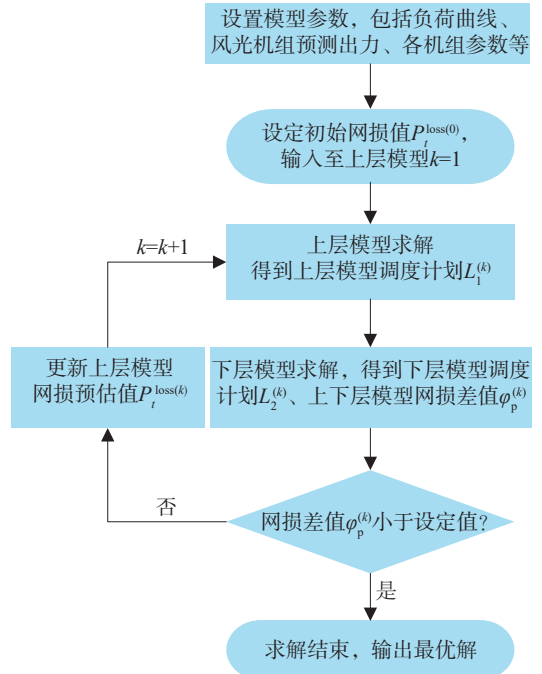 设置模型参数，包括负荷曲线、
风光机组预测出力、各机组参数等
设定初始网损值P_t^{loss(0)}，
输入至上层模型k=1
k=k+1
上层模型求解
得到上层模型调度计划L_1^{(k)}
更新上层模型
网损预估值P_t^{loss(k)}
下层模型求解，得到下层模型调度
计划L_2^{(k)}、上下层模型网损差值φ_p^{(k)}
否
网损差值φ_p^{(k)}小于设定值?
是
求解结束，输出最优解